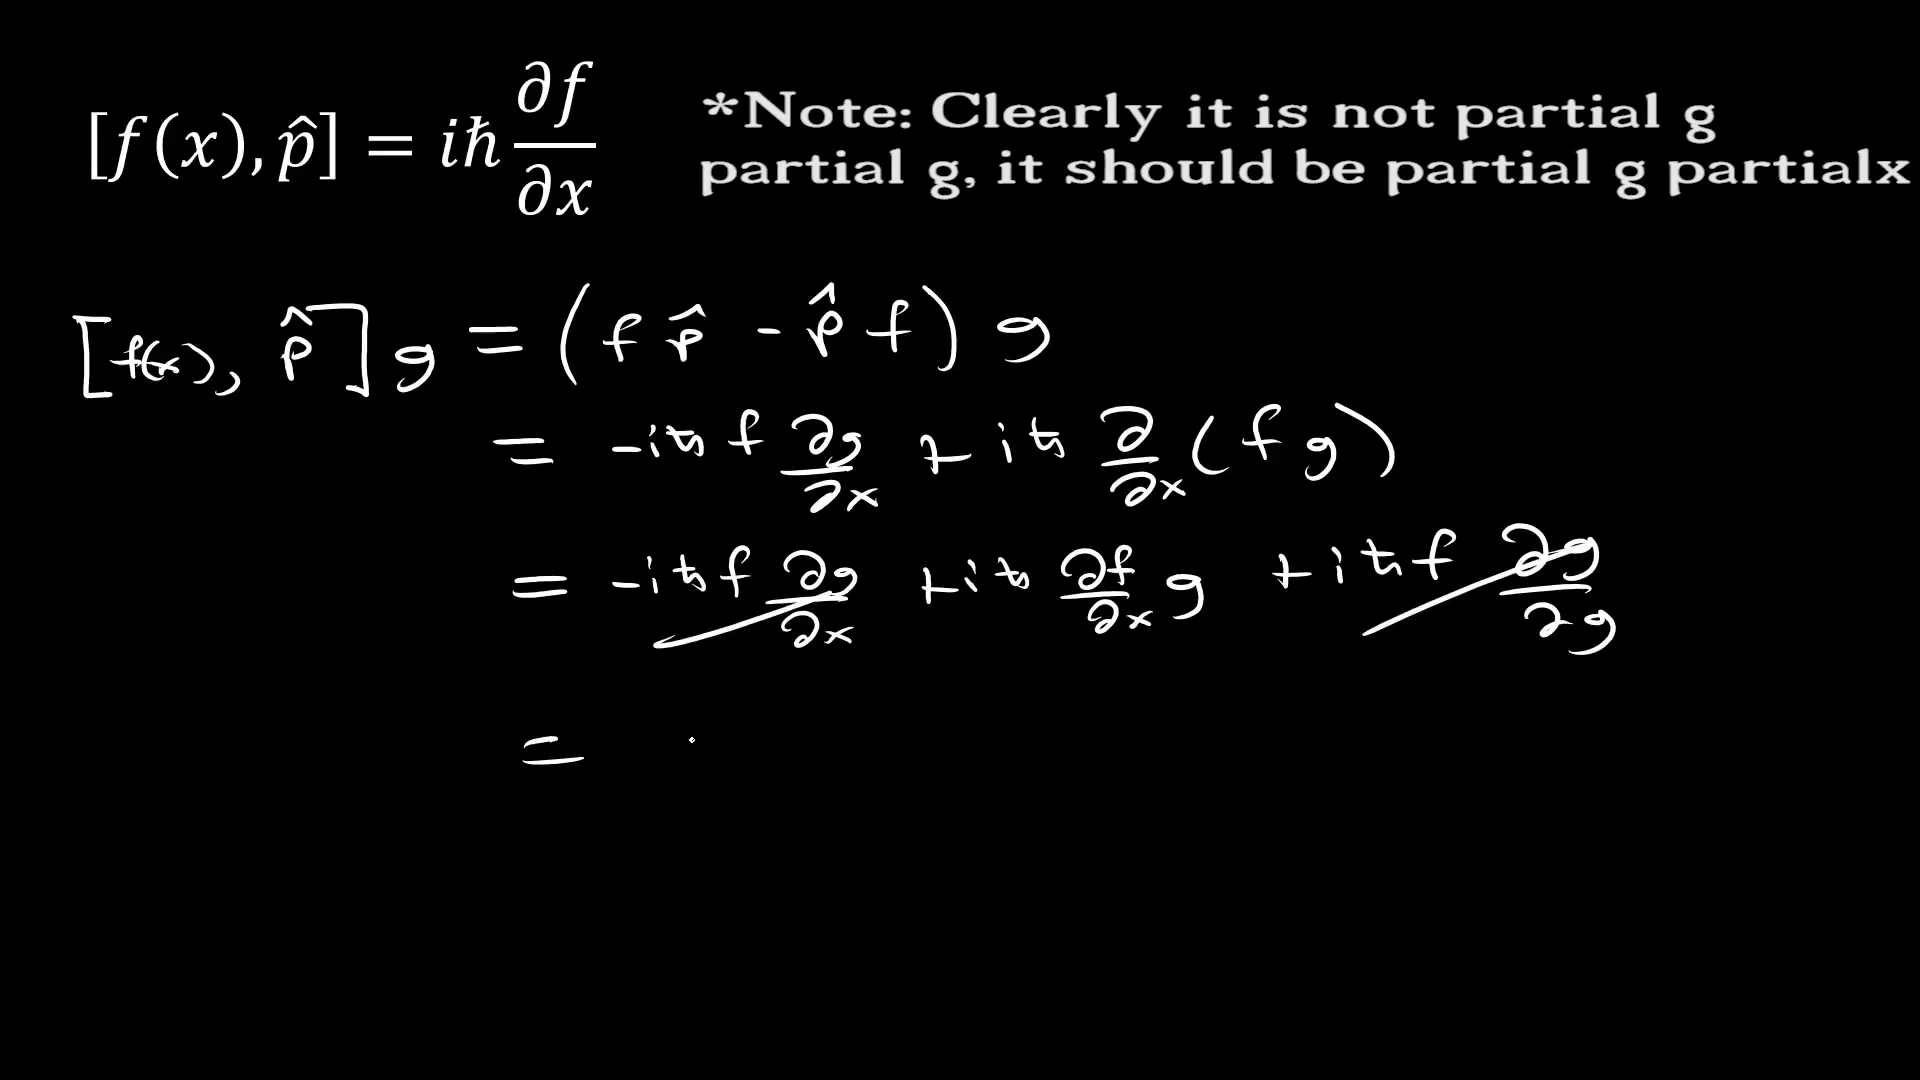 [f(x), p̂] = iħ ∂f/∂x
*Note: Clearly it is not partial g
partial g, it should be partial g partialx
[f(x), p̂] g = (f p̂ - p̂ f) g
= -iħ f ∂g/∂x + iħ ∂/∂x (f g)
= -iħ f ∂g/∂x + iħ ∂f/∂x g + iħ f ∂g/∂g
=